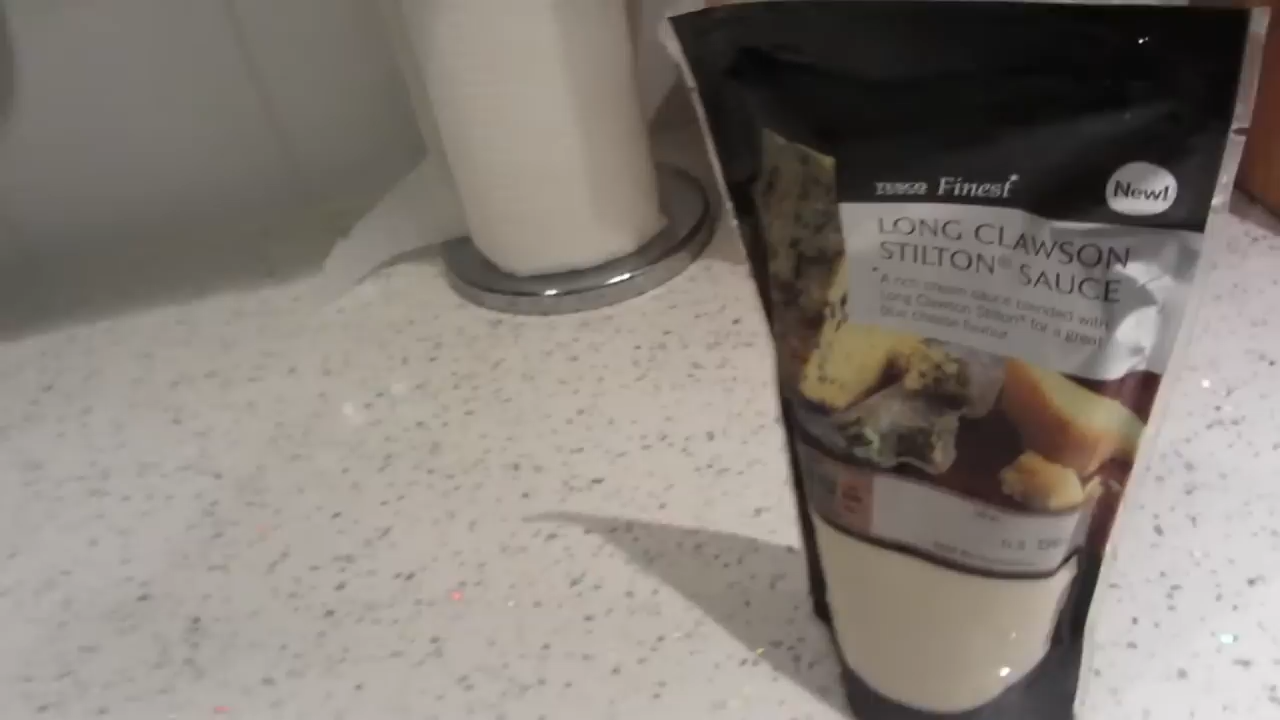 TESCO Finest*
New!
LONG CLAWSON
STILTON® SAUCE
*A rich cream sauce blended with
Long Clawson Stilton® for a great
blue cheese flavour